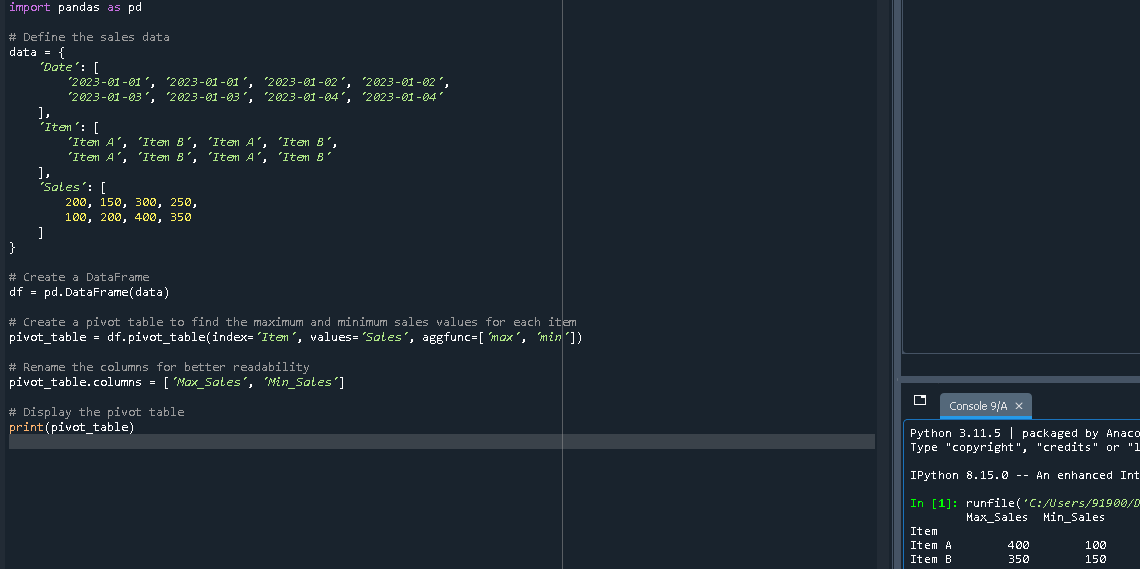 import pandas as pd
# Define the sales data
data = {
    'Date': [
        '2023-01-01', '2023-01-01', '2023-01-02', '2023-01-02',
        '2023-01-03', '2023-01-03', '2023-01-04', '2023-01-04'
    ],
    'Item': [
        'Item A', 'Item B', 'Item A', 'Item B',
        'Item A', 'Item B', 'Item A', 'Item B'
    ],
    'Sales': [
        200, 150, 300, 250,
        100, 200, 400, 350
    ]
}
# Create a DataFrame
df = pd.DataFrame(data)
# Create a pivot table to find the maximum and minimum sales values for each item
pivot_table = df.pivot_table(index='Item', values='Sales', aggfunc=['max', 'min'])
# Rename the columns for better readability
pivot_table.columns = ['Max_Sales', 'Min_Sales']
# Display the pivot table
print(pivot_table)
Console 9/A ×
Python 3.11.5 | packaged by Anaco
Type "copyright", "credits" or "l
IPython 8.15.0 -- An enhanced Int
In [1]: runfile('C:/Users/91900/D
        Max_Sales  Min_Sales
Item
Item A        400        100
Item B        350        150